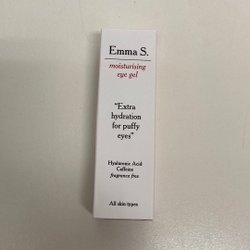 Emma S.
moisturising
eye gel
"Extra
hydration
for puffy
eyes"
Hyaluronic Acid
Caffeine
fragrance free
All skin types